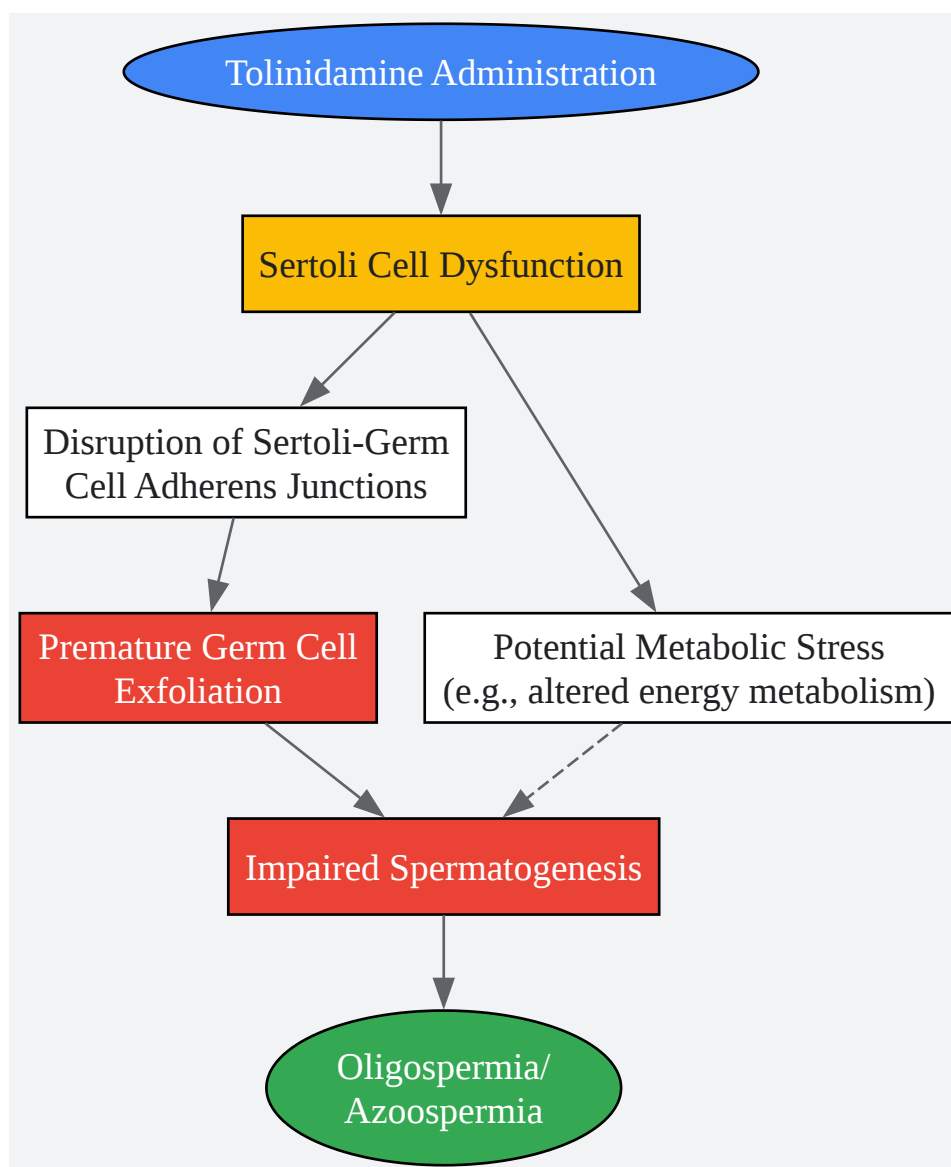 Tolinidamine Administration
Sertoli Cell Dysfunction
Disruption of Sertoli-Germ
Cell Adherens Junctions
Premature Germ Cell
Exfoliation
Potential Metabolic Stress
(e.g., altered energy metabolism)
Impaired Spermatogenesis
Oligospermia/
Azoospermia